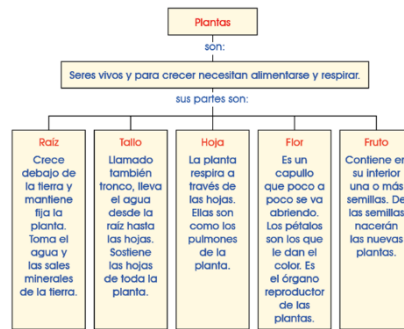 Plantas
son:
Seres vivos y para crecer necesitan alimentarse y respirar.
sus partes son:
Raíz
Crece
debajo de
la tierra y
mantiene
fija la
planta.
Toma el
agua y
las sales
minerales
de la tierra.
Tallo
Llamado
también
tronco, lleva
el agua
desde la
raíz hasta
las hojas.
Sostiene
las hojas
de toda la
planta.
Hoja
La planta
respira a
través de
las hojas.
Ellas son
como los
pulmones
de la
planta.
Flor
Es un
capullo
que poco a
poco se va
abriendo.
Los pétalos
son los que
le dan el
color. Es
el órgano
reproductor
de las
plantas.
Fruto
Contiene en
su interior
una o más
semillas. De
las semillas
nacerán
las nuevas
plantas.